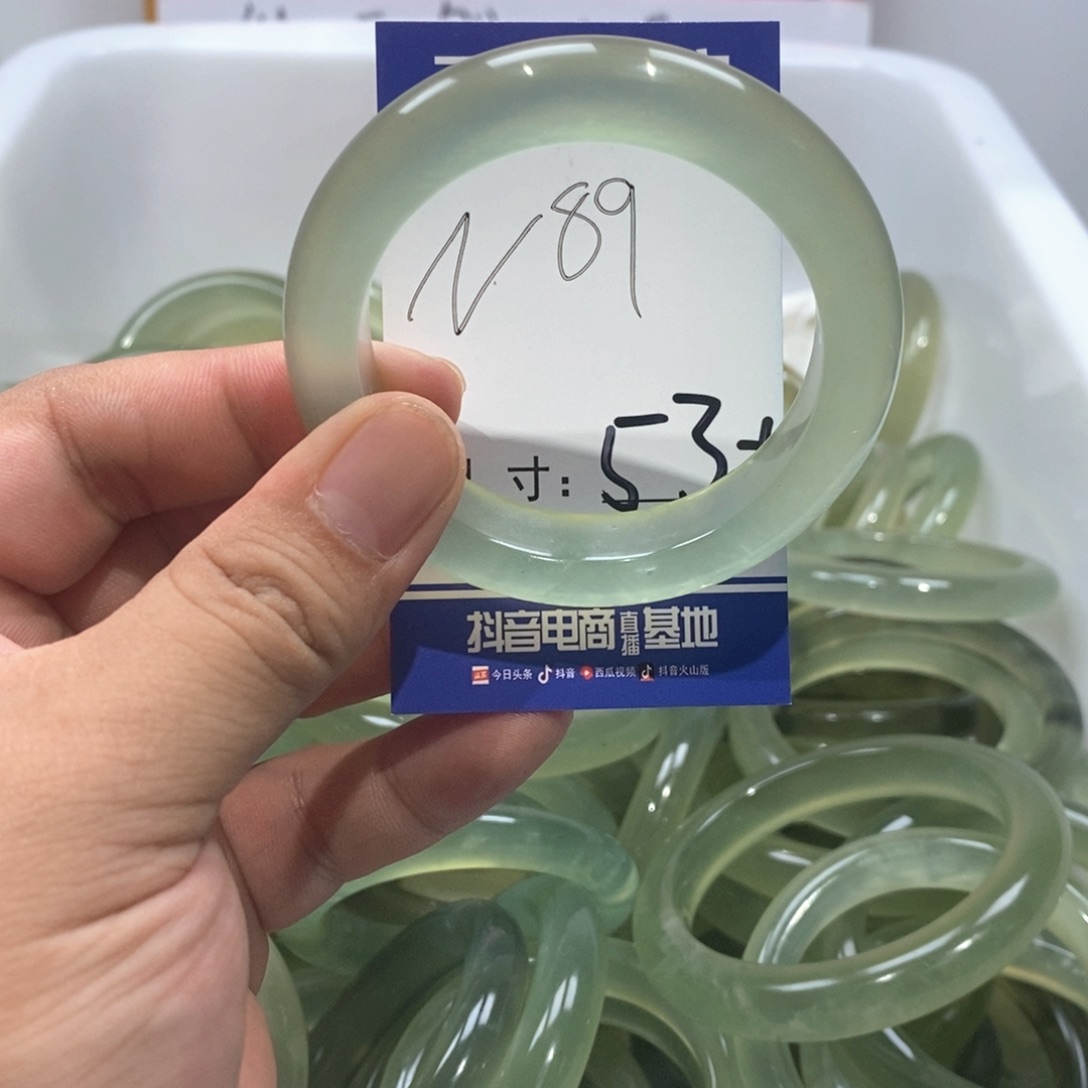 N89
寸: 53+
抖音电商直播基地
今日头条 抖音 西瓜视频 抖音火山版